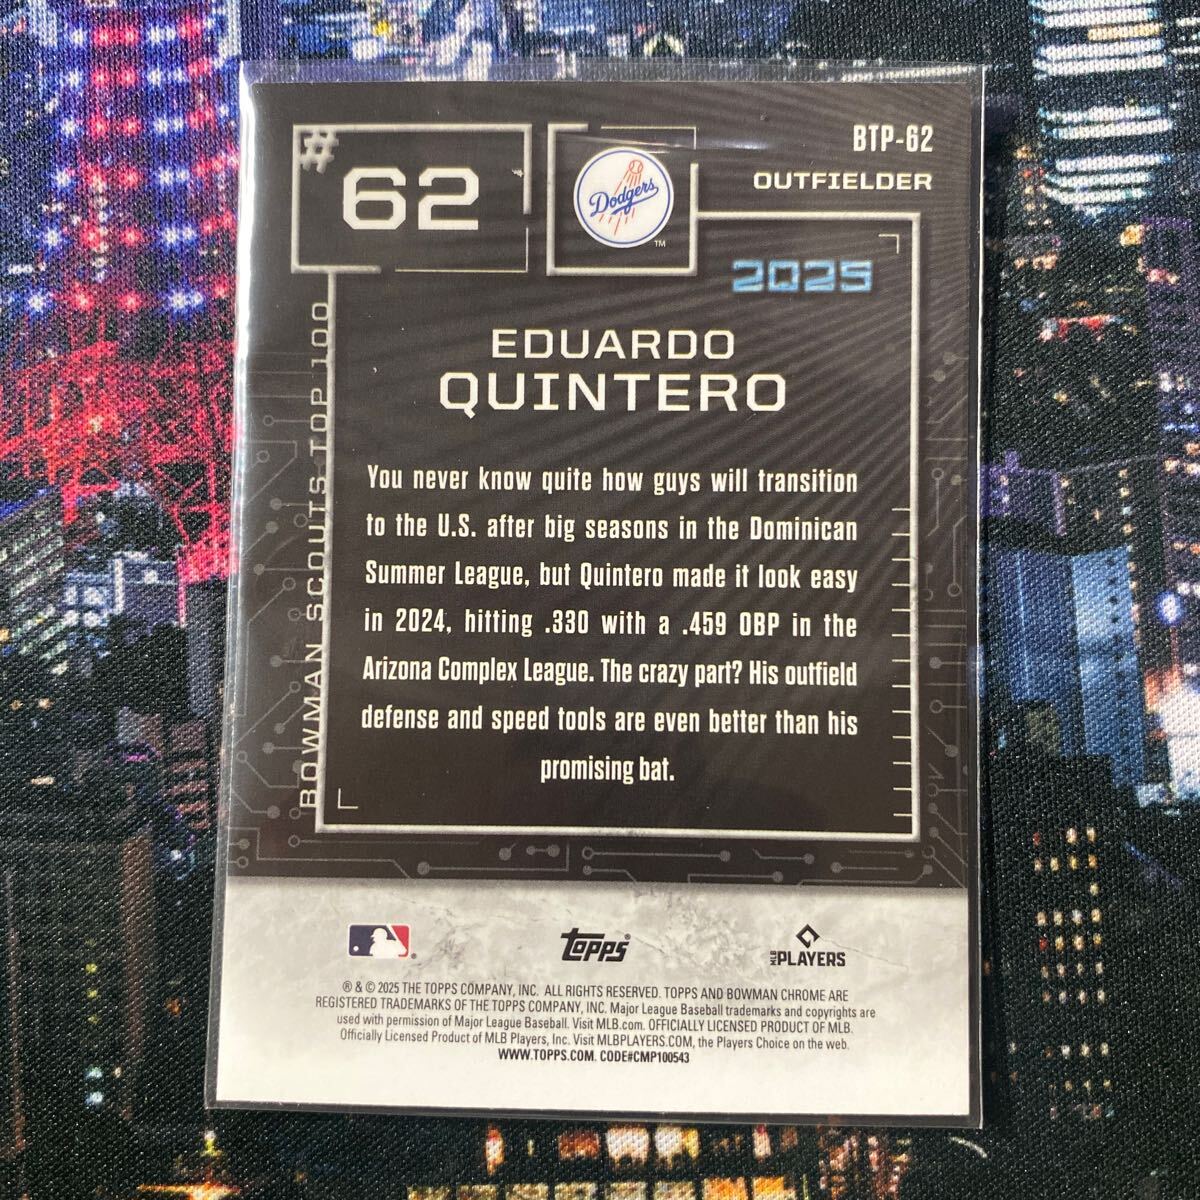 BTP-62
# 62
Dodgers
TM
OUTFIELDER
2025
BOWMAN SCOUTS TOP 100
EDUARDO
QUINTERO
You never know quite how guys will transition
to the U.S. after big seasons in the Dominican
Summer League, but Quintero made it look easy
in 2024, hitting .330 with a .459 OBP in the
Arizona Complex League. The crazy part? His outfield
defense and speed tools are even better than his
promising bat.
Topps®
MLB PLAYERS
® & © 2025 THE TOPPS COMPANY, INC. ALL RIGHTS RESERVED. TOPPS AND BOWMAN CHROME ARE
REGISTERED TRADEMARKS OF THE TOPPS COMPANY, INC. Major League Baseball trademarks and copyrights are
used with permission of Major League Baseball. Visit MLB.com. OFFICIALLY LICENSED PRODUCT OF MLB.
Officially Licensed Product of MLB Players, Inc. Visit MLBPLAYERS.COM, the Players Choice on the web.
WWW.TOPPS.COM. CODE#CMP100543